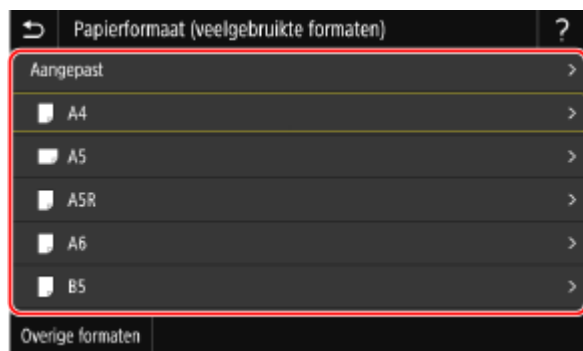 Papierformaat (veelgebruikte formaten) ?
Aangepast >
A4 >
A5 >
A5R >
A6 >
B5 >
Overige formaten